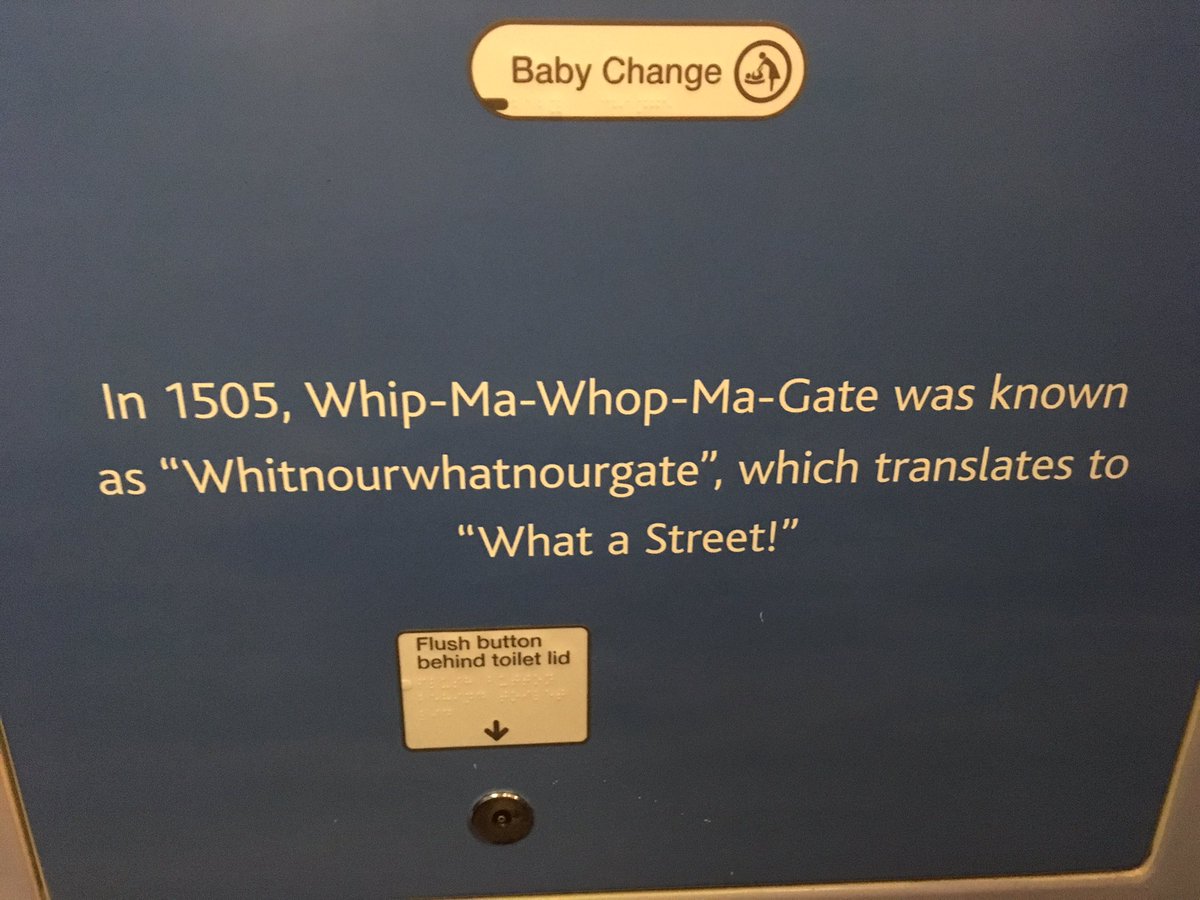 Baby Change
In 1505, Whip-Ma-Whop-Ma-Gate was known
as “Whitnourwhatnourgate”, which translates to
“What a Street!”
Flush button
behind toilet lid